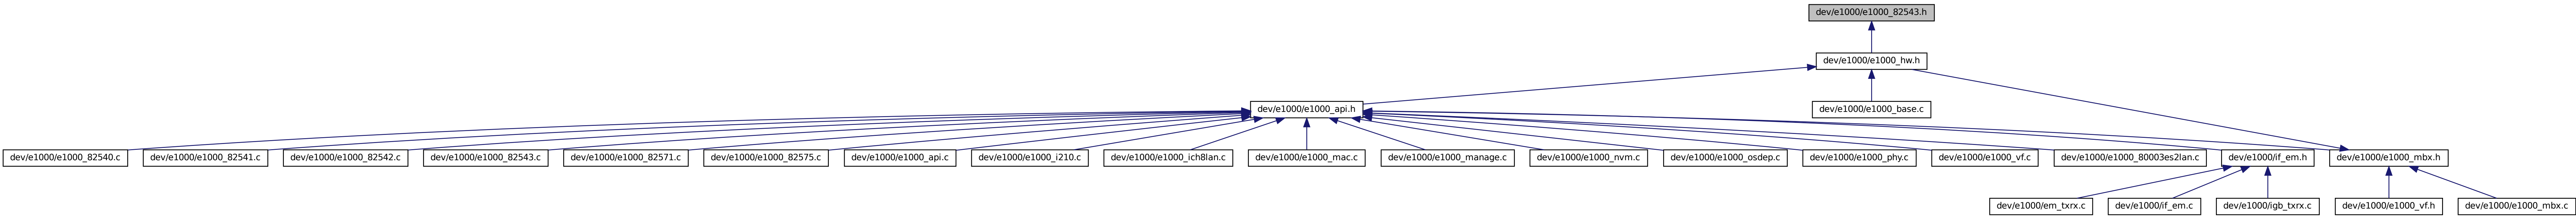 dev/e1000/e1000_82543.h
dev/e1000/e1000_hw.h
dev/e1000/e1000_api.h
dev/e1000/e1000_base.c
dev/e1000/e1000_82540.c
dev/e1000/e1000_82541.c
dev/e1000/e1000_82542.c
dev/e1000/e1000_82543.c
dev/e1000/e1000_82571.c
dev/e1000/e1000_82575.c
dev/e1000/e1000_api.c
dev/e1000/e1000_i210.c
dev/e1000/e1000_ich8lan.c
dev/e1000/e1000_mac.c
dev/e1000/e1000_manage.c
dev/e1000/e1000_nvm.c
dev/e1000/e1000_osdep.c
dev/e1000/e1000_phy.c
dev/e1000/e1000_vf.c
dev/e1000/e1000_80003es2lan.c
dev/e1000/if_em.h
dev/e1000/e1000_mbx.h
dev/e1000/em_txrx.c
dev/e1000/if_em.c
dev/e1000/igb_txrx.c
dev/e1000/e1000_vf.h
dev/e1000/e1000_mbx.c